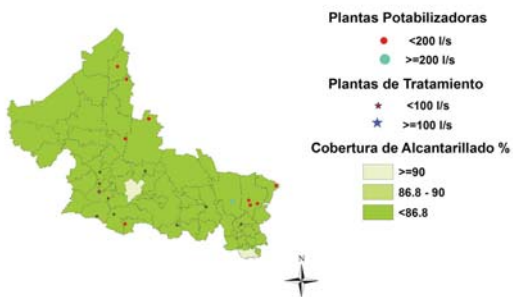 Plantas Potabilizadoras
<200 l/s
>=200 l/s
Plantas de Tratamiento
<100 l/s
>=100 l/s
Cobertura de Alcantarillado %
>=90
86.8 - 90
<86.8
N